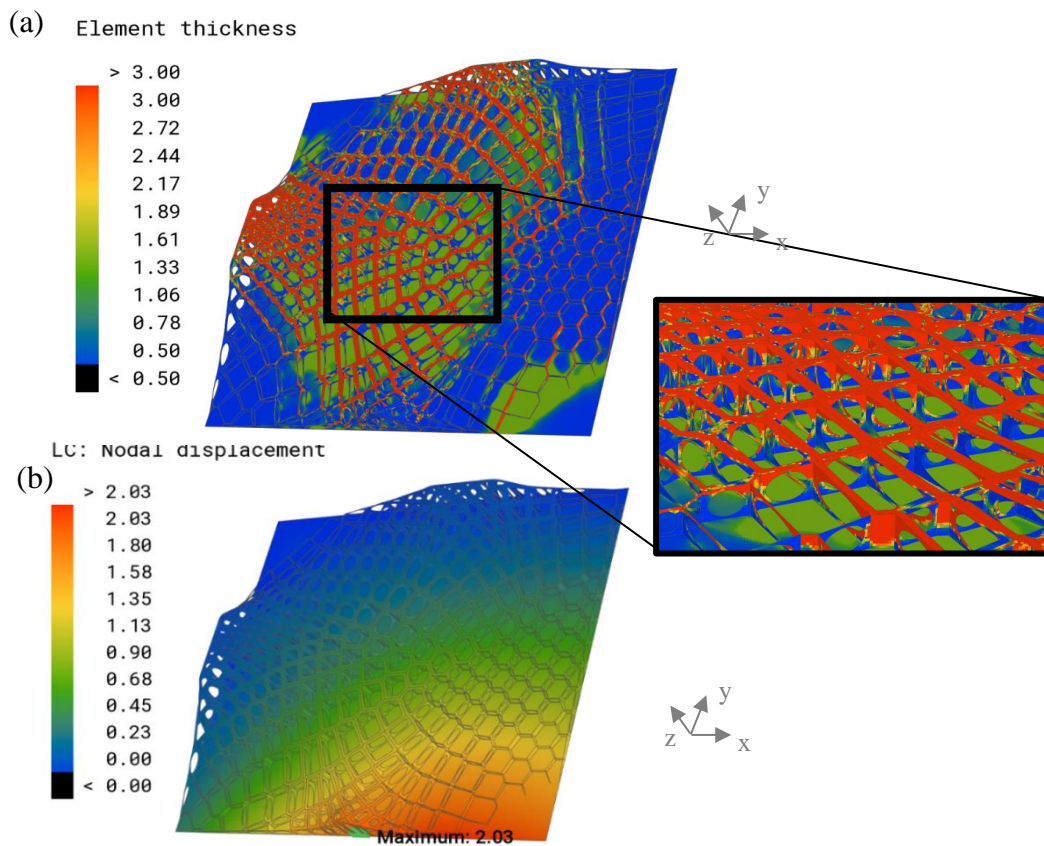 (a)
Element thickness
> 3.00
3.00
2.72
2.44
2.17
1.89
1.61
1.33
1.06
0.78
0.50
< 0.50
y
z
x
LC: Nodal displacement
(b)
> 2.03
2.03
1.80
1.58
1.35
1.13
0.90
0.68
0.45
0.23
0.00
< 0.00
y
z
x
Maximum: 2.03